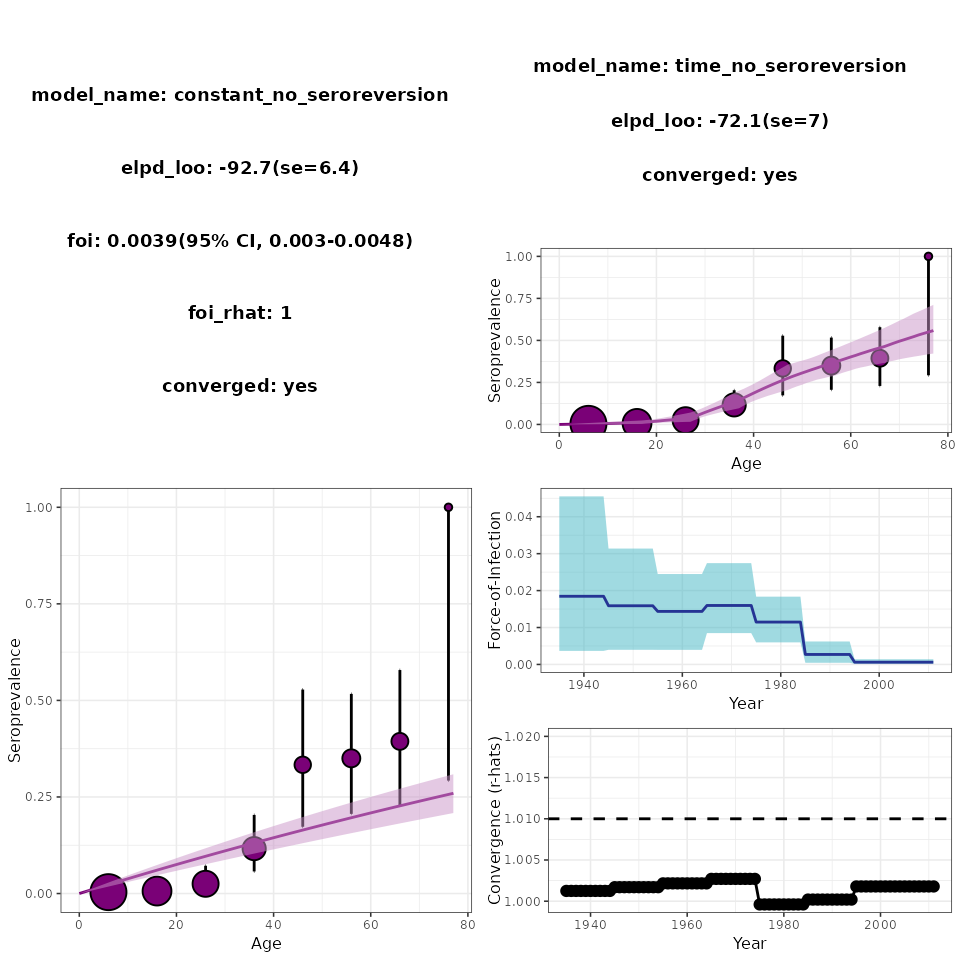 model_name: constant_no_seroreversion
elpd_loo: -92.7(se=6.4)
foi: 0.0039(95% CI, 0.003-0.0048)
foi_rhat: 1
converged: yes
Seroprevalence
1.00
0.75
0.50
0.25
0.00
0 20 40 60 80
Age
model_name: time_no_seroreversion
elpd_loo: -72.1(se=7)
converged: yes
Seroprevalence
1.00
0.75
0.50
0.25
0.00
0 20 40 60 80
Age
Force-of-Infection
0.04
0.03
0.02
0.01
0.00
1940 1960 1980 2000
Year
Convergence (r-hats)
1.020
1.015
1.010
1.005
1.000
1940 1960 1980 2000
Year